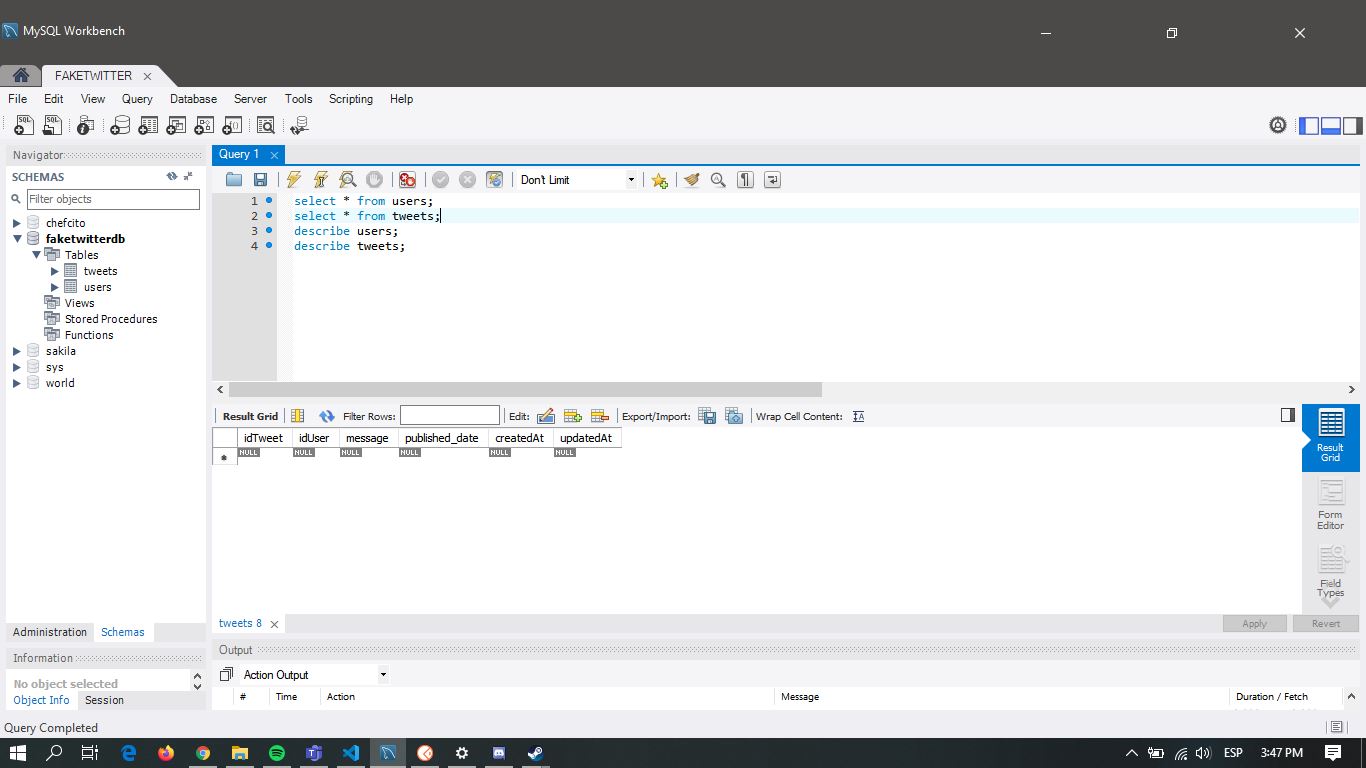 MySQL Workbench
FAKETWITTER
File Edit View Query Database Server Tools Scripting Help
Navigator
SCHEMAS
Filter objects
chefcito
faketwitterdb
Tables
tweets
users
Views
Stored Procedures
Functions
sakila
sys
world
Administration Schemas
Information
No object selected
Object Info Session
Query 1
Don't Limit
1 select * from users;
2 select * from tweets;
3 describe users;
4 describe tweets;
Result Grid Filter Rows: Edit: Export/Import: Wrap Cell Content:
idTweet idUser message published_date createdAt updatedAt
NULL NULL NULL NULL NULL NULL
Result
Grid
Form
Editor
Field
Types
tweets 8
Apply Revert
Output
Action Output
# Time Action Message Duration / Fetch
Query Completed
ESP 3:47 PM